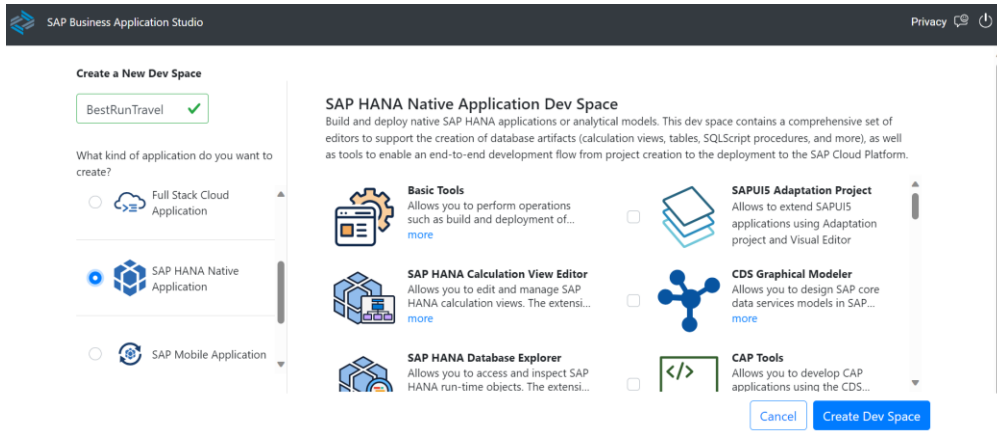 SAP Business Application Studio
Privacy
Create a New Dev Space
BestRunTravel
What kind of application do you want to
create?
Full Stack Cloud
Application
SAP HANA Native
Application
SAP Mobile Application
SAP HANA Native Application Dev Space
Build and deploy native SAP HANA applications or analytical models. This dev space contains a comprehensive set of
editors to support the creation of database artifacts (calculation views, tables, SQLScript procedures, and more), as well
as tools to enable an end-to-end development flow from project creation to the deployment to the SAP Cloud Platform.
Basic Tools
Allows you to perform operations
such as build and deployment of...
more
SAPUI5 Adaptation Project
Allows to extend SAPUI5
applications using Adaptation
project and Visual Editor
SAP HANA Calculation View Editor
Allows you to edit and manage SAP
HANA calculation views. The extensi...
more
CDS Graphical Modeler
Allows you to design SAP core
data services models in SAP...
more
SAP HANA Database Explorer
Allows you to access and inspect SAP
HANA run-time objects. The extensi...
CAP Tools
Allows you to develop CAP
applications using the CDS...
Cancel
Create Dev Space